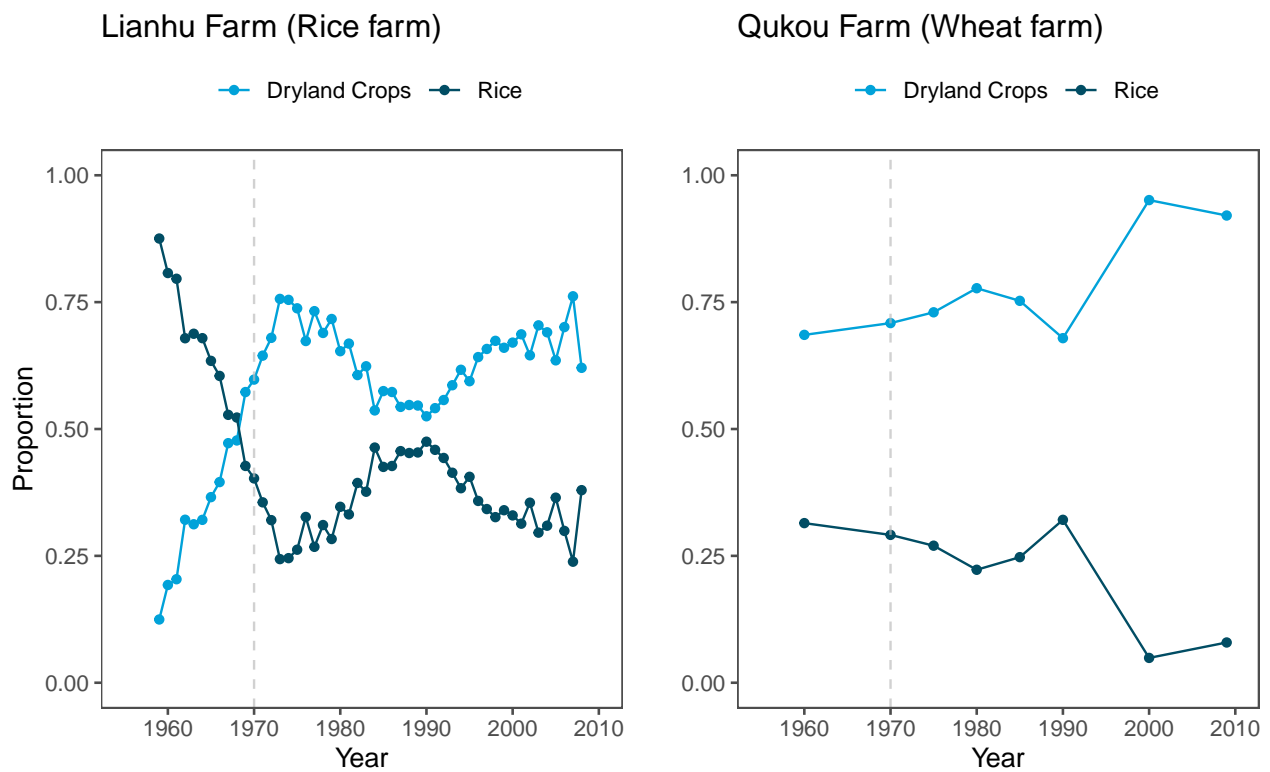 Lianhu Farm (Rice farm)
Dryland Crops Rice
1.00
0.75
0.50
0.25
0.00
Proportion
1960 1970 1980 1990 2000 2010
Year
Qukou Farm (Wheat farm)
Dryland Crops Rice
1.00
0.75
0.50
0.25
0.00
1960 1970 1980 1990 2000 2010
Year